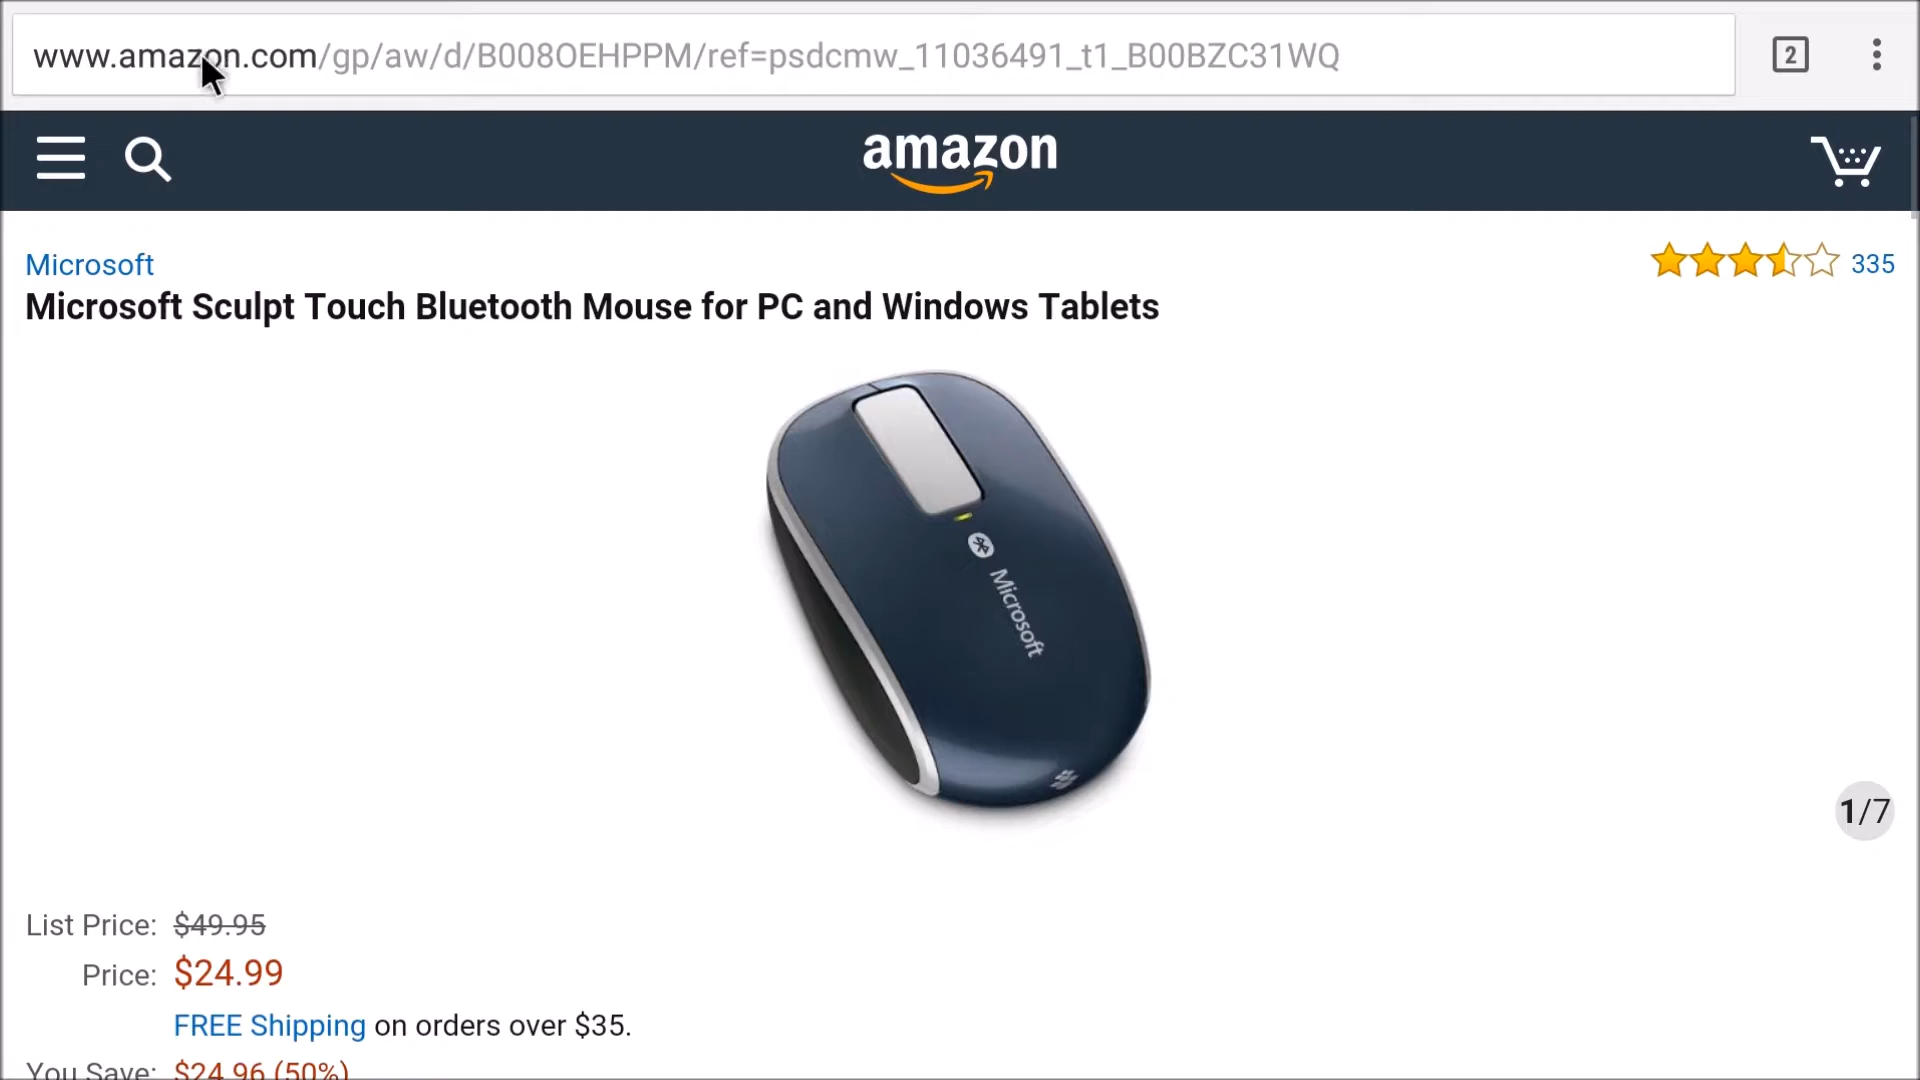 www.amazon.com/gp/aw/d/B008OEHPPM/ref=psdcmw_11036491_t1_B00BZC31WQ
2
amazon
Microsoft
335
Microsoft Sculpt Touch Bluetooth Mouse for PC and Windows Tablets
Microsoft
1/7
List Price: $49.95
Price: $24.99
FREE Shipping on orders over $35.
You Save: $24.96 (50%)